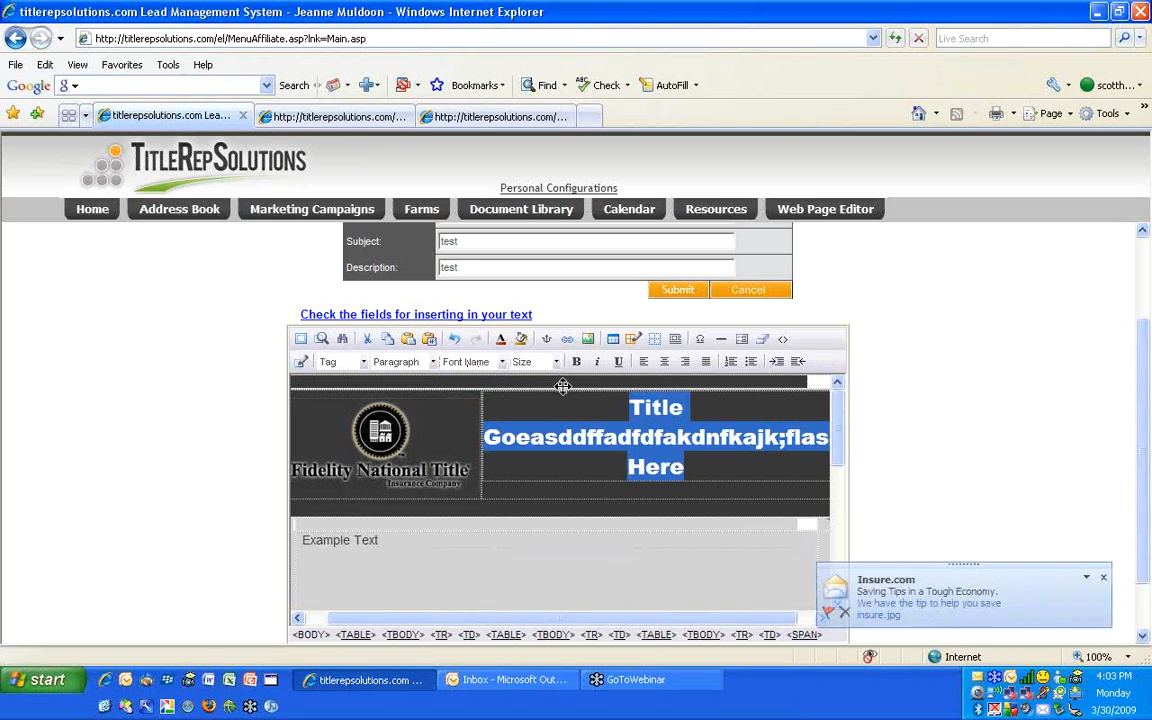 titlerepsolutions.com Lead Management System - Jeanne Muldoon - Windows Internet Explorer
http://titlerepsolutions.com/el/MenuAffiliate.asp?lnk=Main.asp
Live Search
File Edit View Favorites Tools Help
Google Search Bookmarks Find Check AutoFill scotth...
titlerepsolutions.com Lea... http://titlerepsolutions.com/... http://titlerepsolutions.com/... Page Tools
TITLEREPSOLUTIONS
Personal Configurations
Home Address Book Marketing Campaigns Farms Document Library Calendar Resources Web Page Editor
Subject: test
Description: test
Submit Cancel
Check the fields for inserting in your text
Tag Paragraph Font Name Size B i U
Title
Goeasddffadfdfakdnfkajk;flas
Here
Fidelity National Title
Insurance Company
Example Text
Insure.com
Saving Tips in a Tough Economy.
We have the tip to help you save
insure.jpg
<BODY> <TABLE> <TBODY> <TR> <TD> <TABLE> <TBODY> <TR> <TD> <TABLE> <TBODY> <TR> <TD> <SPAN>
Internet 100%
start titlerepsolutions.com ... Inbox - Microsoft Out... GoToWebinar
4:03 PM
Monday
3/30/2009